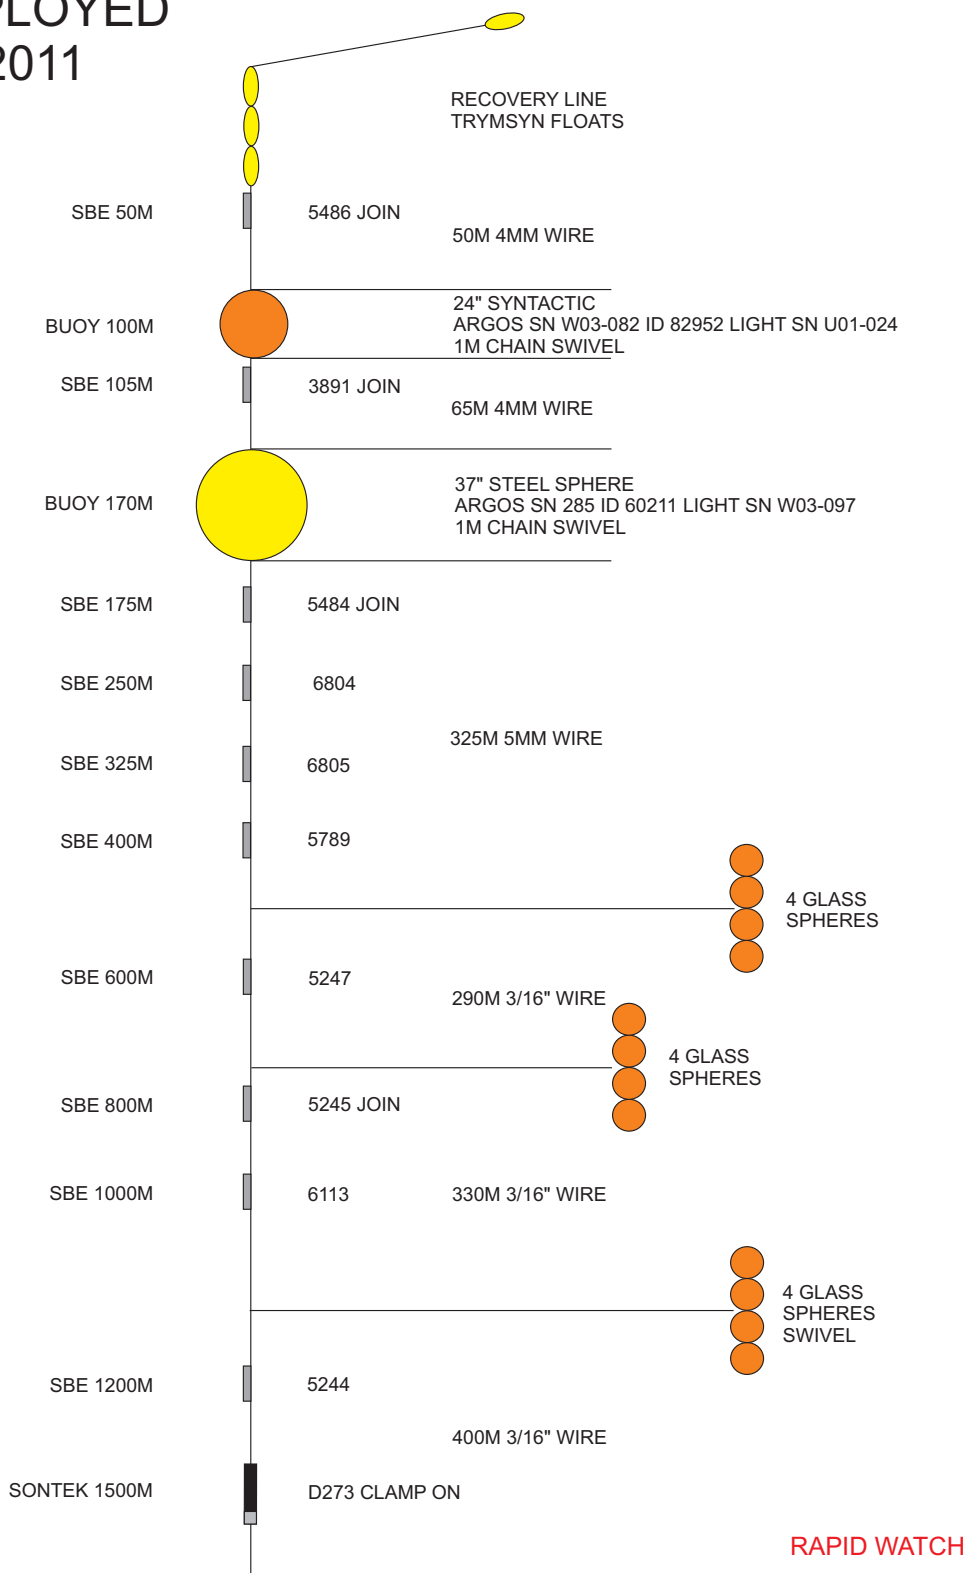 2011
RECOVERY LINE
TRYMSYN FLOATS
SBE 50M
5486 JOIN
50M 4MM WIRE
24" SYNTACTIC
BUOY 100M
ARGOS SN W03-082 ID 82952 LIGHT SN U01-024
1M CHAIN SWIVEL
SBE 105M
3891 JOIN
65M 4MM WIRE
37" STEEL SPHERE
BUOY 170M
ARGOS SN 285 ID 60211 LIGHT SN W03-097
1M CHAIN SWIVEL
SBE 175M
5484 JOIN
SBE 250M
6804
325M 5MM WIRE
SBE 325M
6805
SBE 400M
5789
4 GLASS
SPHERES
SBE 600M
5247
290M 3/16" WIRE
4 GLASS
SPHERES
SBE 800M
5245 JOIN
SBE 1000M
6113
330M 3/16" WIRE
4 GLASS
SPHERES
SWIVEL
SBE 1200M
5244
400M 3/16" WIRE
SONTEK 1500M
D273 CLAMP ON
RAPID WATCH